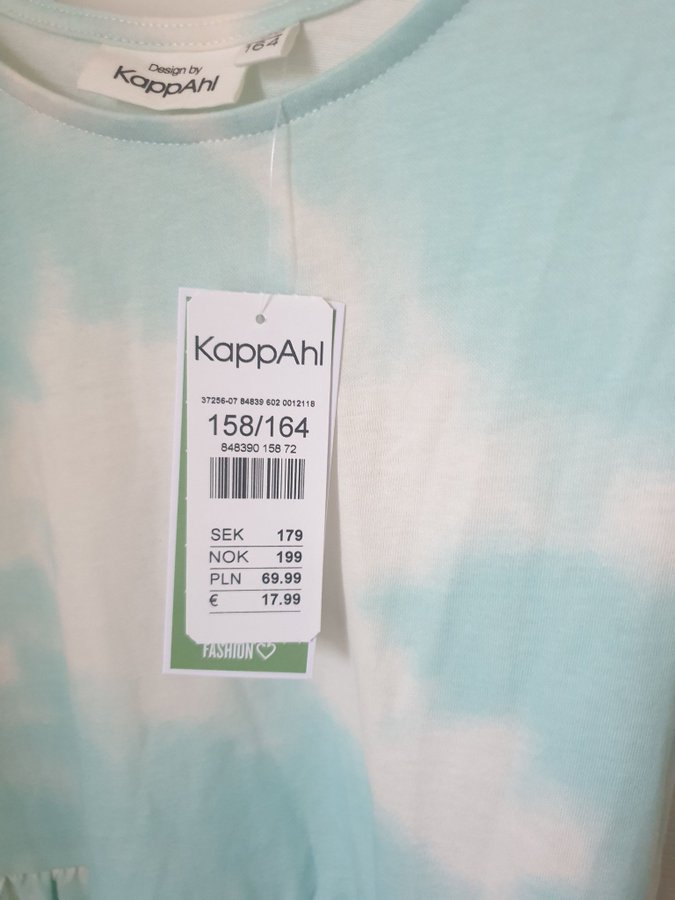 164
Design by
KappAhl
KappAhl
37256-07 84839 602 0012118
158/164
848390 158 72
SEK 179
NOK 199
PLN 69.99
€ 17.99
FASHION